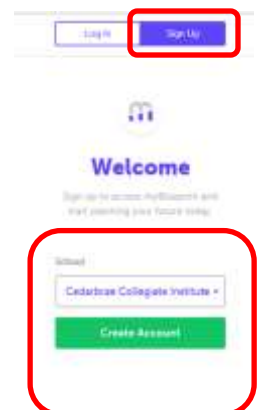 Log In Sign Up
Welcome
Sign up to access myBlueprint and
start planning your future today.
School
Cedarbrae Collegiate Institute
Create Account